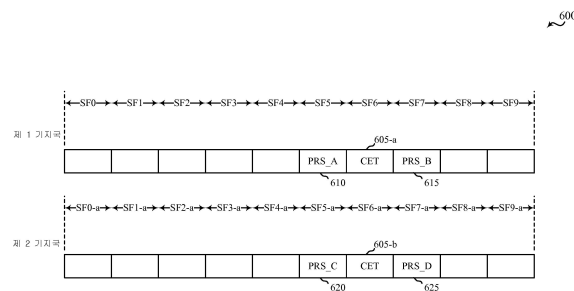 600
SF0 SF1 SF2 SF3 SF4 SF5 SF6 SF7 SF8 SF9
605-a
제 1 기지국
PRS_A CET PRS_B
610 615
SF0-a SF1-a SF2-a SF3-a SF4-a SF5-a SF6-a SF7-a SF8-a SF9-a
605-b
제 2 기지국
PRS_C CET PRS_D
620 625